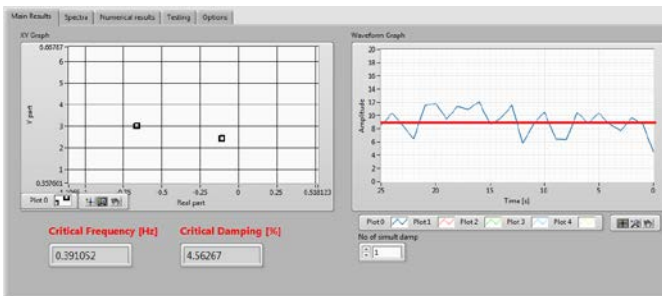 Main Results Spectra Numerical results Testing Options
XY Graph
0.66767
6
5
4
3
2
1
0.357601
Y part
-0.75 -0.5 -0.25 0 0.25 0.5
Real part
Plot 0
Critical Frequency [Hz] Critical Damping [%]
0.391052 4.56267
Waveform Graph
20
18
16
14
12
10
8
6
4
2
0
Amplitude
25 20 15 10 5 0
Time [s]
Plot 0 Plot 1 Plot 2 Plot 3 Plot 4
No of simult damp
1